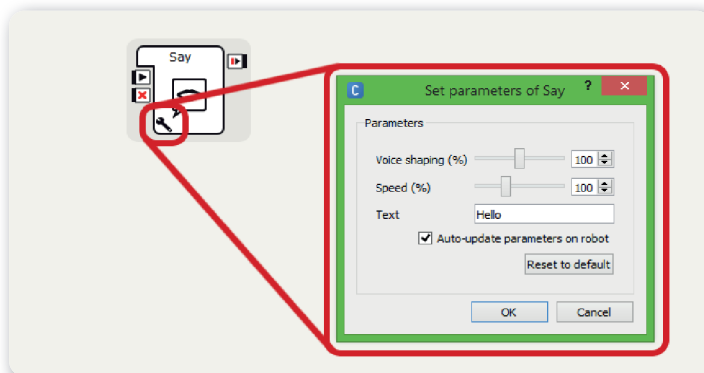 Say
C
Set parameters of Say ? ×
Parameters
Voice shaping (%) 100
Speed (%) 100
Text Hello
Auto-update parameters on robot
Reset to default
OK Cancel